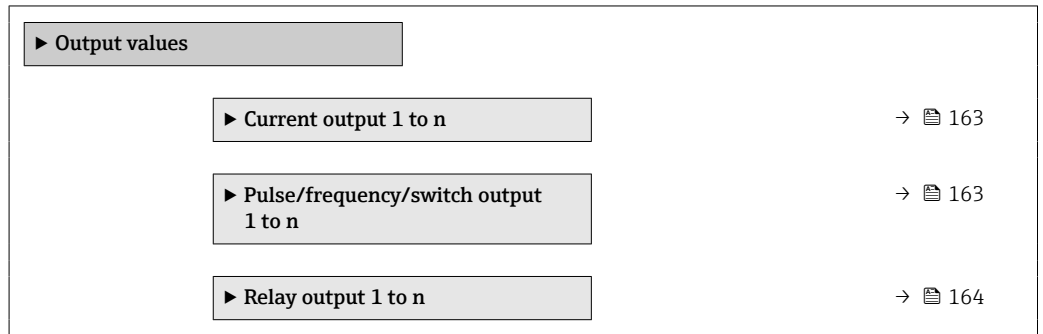 ▶ Output values
▶ Current output 1 to n → 163
▶ Pulse/frequency/switch output
1 to n → 163
▶ Relay output 1 to n → 164